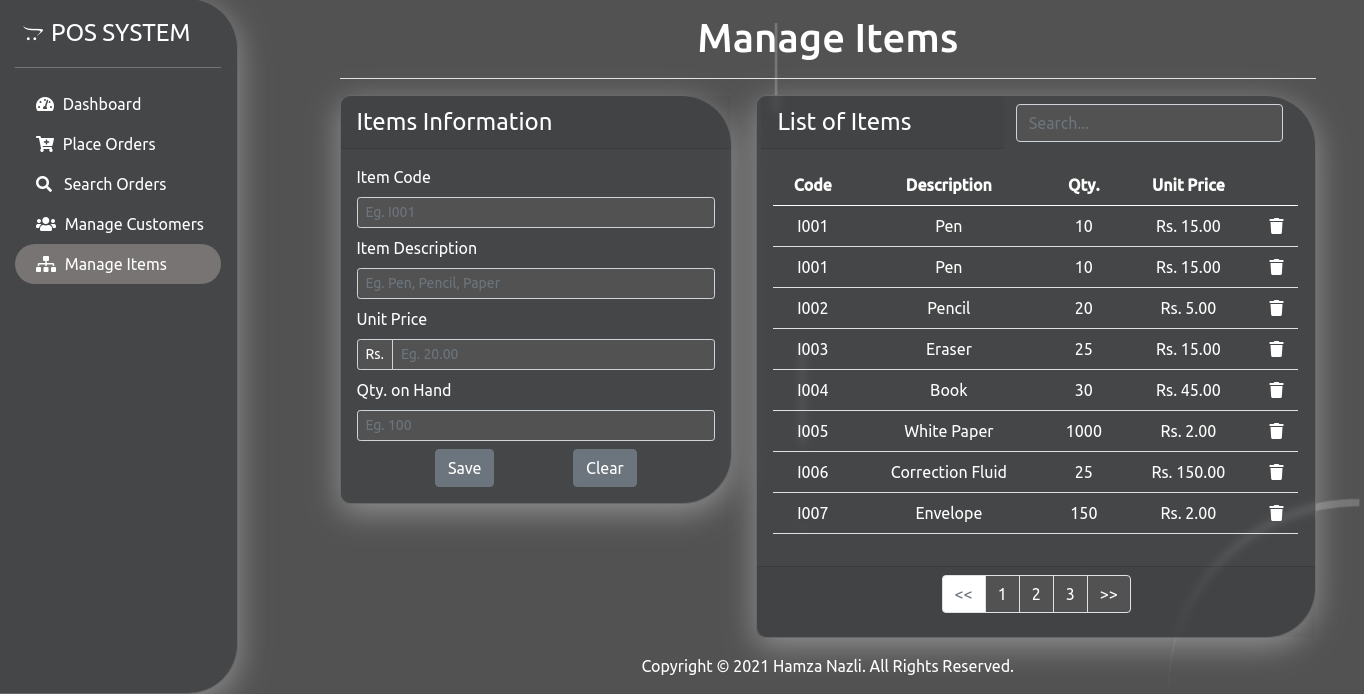 POS SYSTEM
Dashboard
Place Orders
Search Orders
Manage Customers
Manage Items
Manage Items
Items Information
Item Code
Eg. I001
Item Description
Eg. Pen, Pencil, Paper
Unit Price
Rs. Eg. 20.00
Qty. on Hand
Eg. 100
Save Clear
List of Items Search...
Code Description Qty. Unit Price
I001 Pen 10 Rs. 15.00
I001 Pen 10 Rs. 15.00
I002 Pencil 20 Rs. 5.00
I003 Eraser 25 Rs. 15.00
I004 Book 30 Rs. 45.00
I005 White Paper 1000 Rs. 2.00
I006 Correction Fluid 25 Rs. 150.00
I007 Envelope 150 Rs. 2.00
<< 1 2 3 >>
Copyright © 2021 Hamza Nazli. All Rights Reserved.